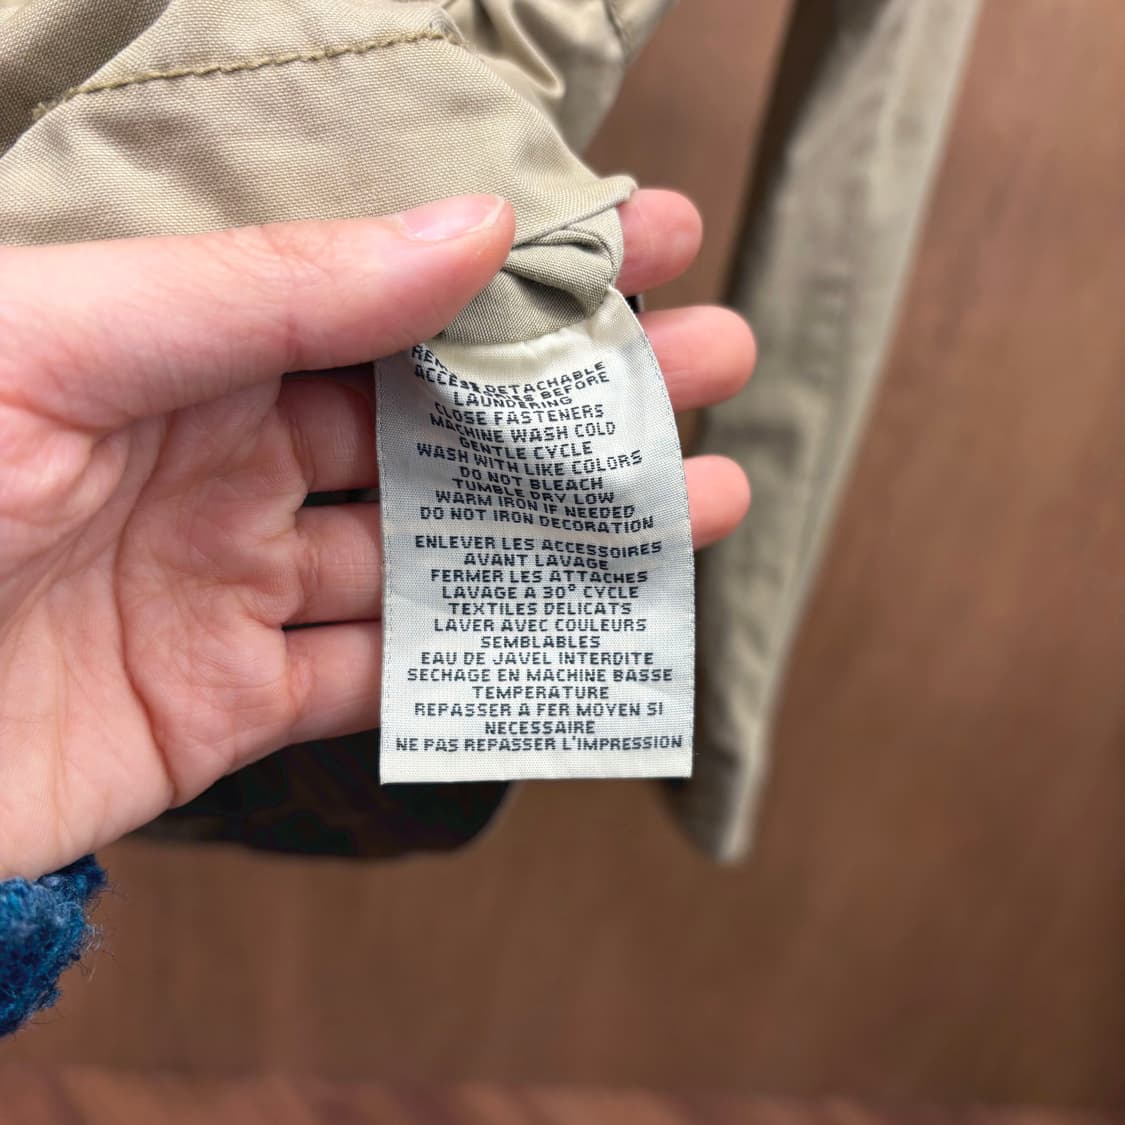 DETACHABLE
ACCESSORIES BEFORE
LAUNDERING
CLOSE FASTENERS
MACHINE WASH COLD
GENTLE CYCLE
WASH WITH LIKE COLORS
DO NOT BLEACH
TUMBLE DRY LOW
WARM IRON IF NEEDED
DO NOT IRON DECORATION
ENLEVER LES ACCESSOIRES
AVANT LAVAGE
FERMER LES ATTACHES
LAVAGE A 30° CYCLE
TEXTILES DELICATS
LAVER AVEC COULEURS
SEMBLABLES
EAU DE JAVEL INTERDITE
SECHAGE EN MACHINE BASSE
TEMPERATURE
REPASSER A FER MOYEN SI
NECESSAIRE
NE PAS REPASSER L'IMPRESSION